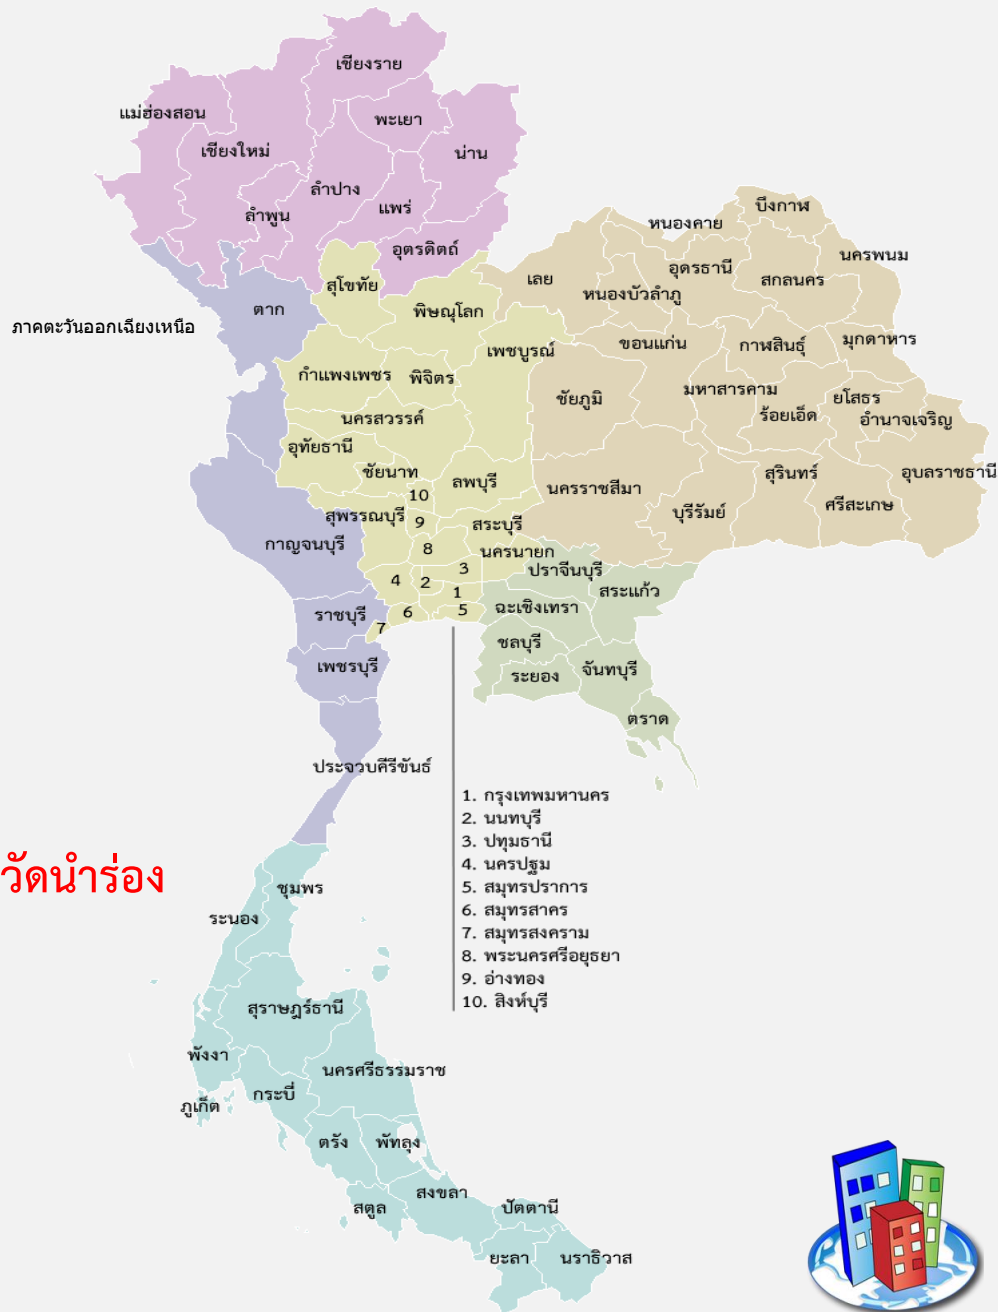 เชียงราย
แม่ฮ่องสอน
พะเยา
เชียงใหม่
น่าน
ลำปาง
ลำพูน
แพร่
อุตรดิตถ์
บึงกาฬ
หนองคาย
นครพนม
เลย
อุดรธานี
สกลนคร
สุโขทัย
หนองบัวลำภู
ตาก
พิษณุโลก
ภาคตะวันออกเฉียงเหนือ
เพชบูรณ์
ขอนแก่น
กาฬสินธุ์
มุกดาหาร
กำแพงเพชร
พิจิตร
ชัยภูมิ
มหาสารคาม
ยโสธร
นครสวรรค์
ร้อยเอ็ด
อำนาจเจริญ
อุทัยธานี
ชัยนาท
ลพบุรี
นครราชสีมา
สุรินทร์
อุบลราชธานี
10
สุพรรณบุรี
9
สระบุรี
บุรีรัมย์
ศรีสะเกษ
กาญจนบุรี
8
นครนายก
3
ปราจีนบุรี
4
2
1
สระแก้ว
ราชบุรี
6
5
ฉะเชิงเทรา
7
ชลบุรี
เพชรบุรี
ระยอง
จันทบุรี
ตราด
ประจวบคีรีขันธ์
1. กรุงเทพมหานคร
2. นนทบุรี
3. ปทุมธานี
4. นครปฐม
5. สมุทรปราการ
6. สมุทรสาคร
7. สมุทรสงคราม
8. พระนครศรีอยุธยา
9. อ่างทอง
10. สิงห์บุรี
วัดนำร่อง
ชุมพร
ระนอง
สุราษฎร์ธานี
พังงา
นครศรีธรรมราช
กระบี่
ภูเก็ต
ตรัง
พัทลุง
สงขลา
สตูล
ปัตตานี
ยะลา
นราธิวาส